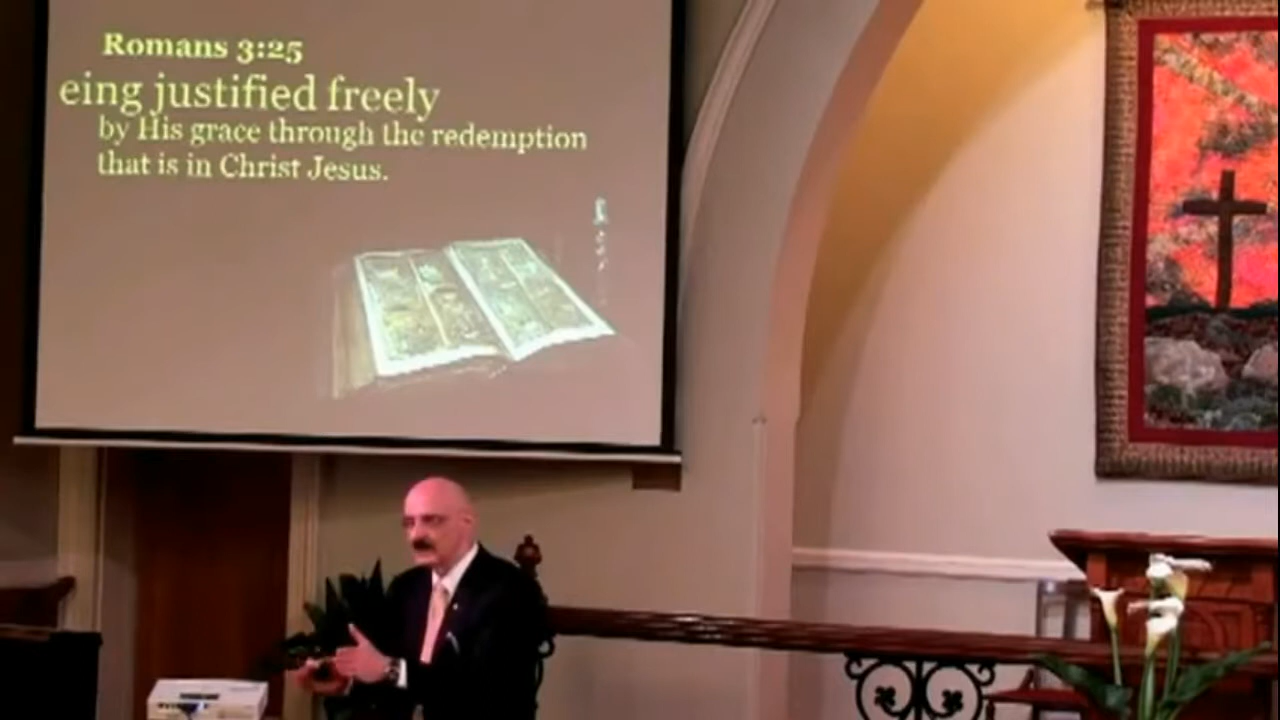 Romans 3:25
eing justified freely
by His grace through the redemption
that is in Christ Jesus.